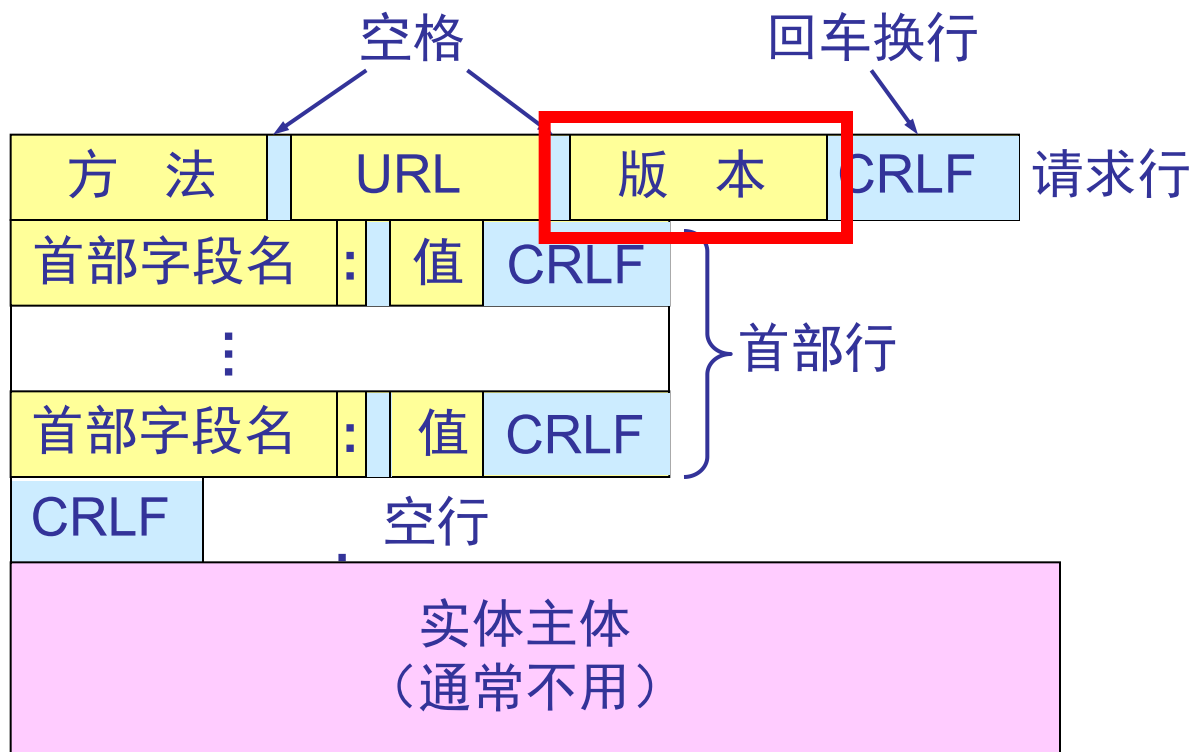 空格 回车换行
方 法 URL 版 本 CRLF 请求行
首部字段名 : 值 CRLF
⋮ 首部行
首部字段名 : 值 CRLF
CRLF 空行
实体主体
（通常不用）